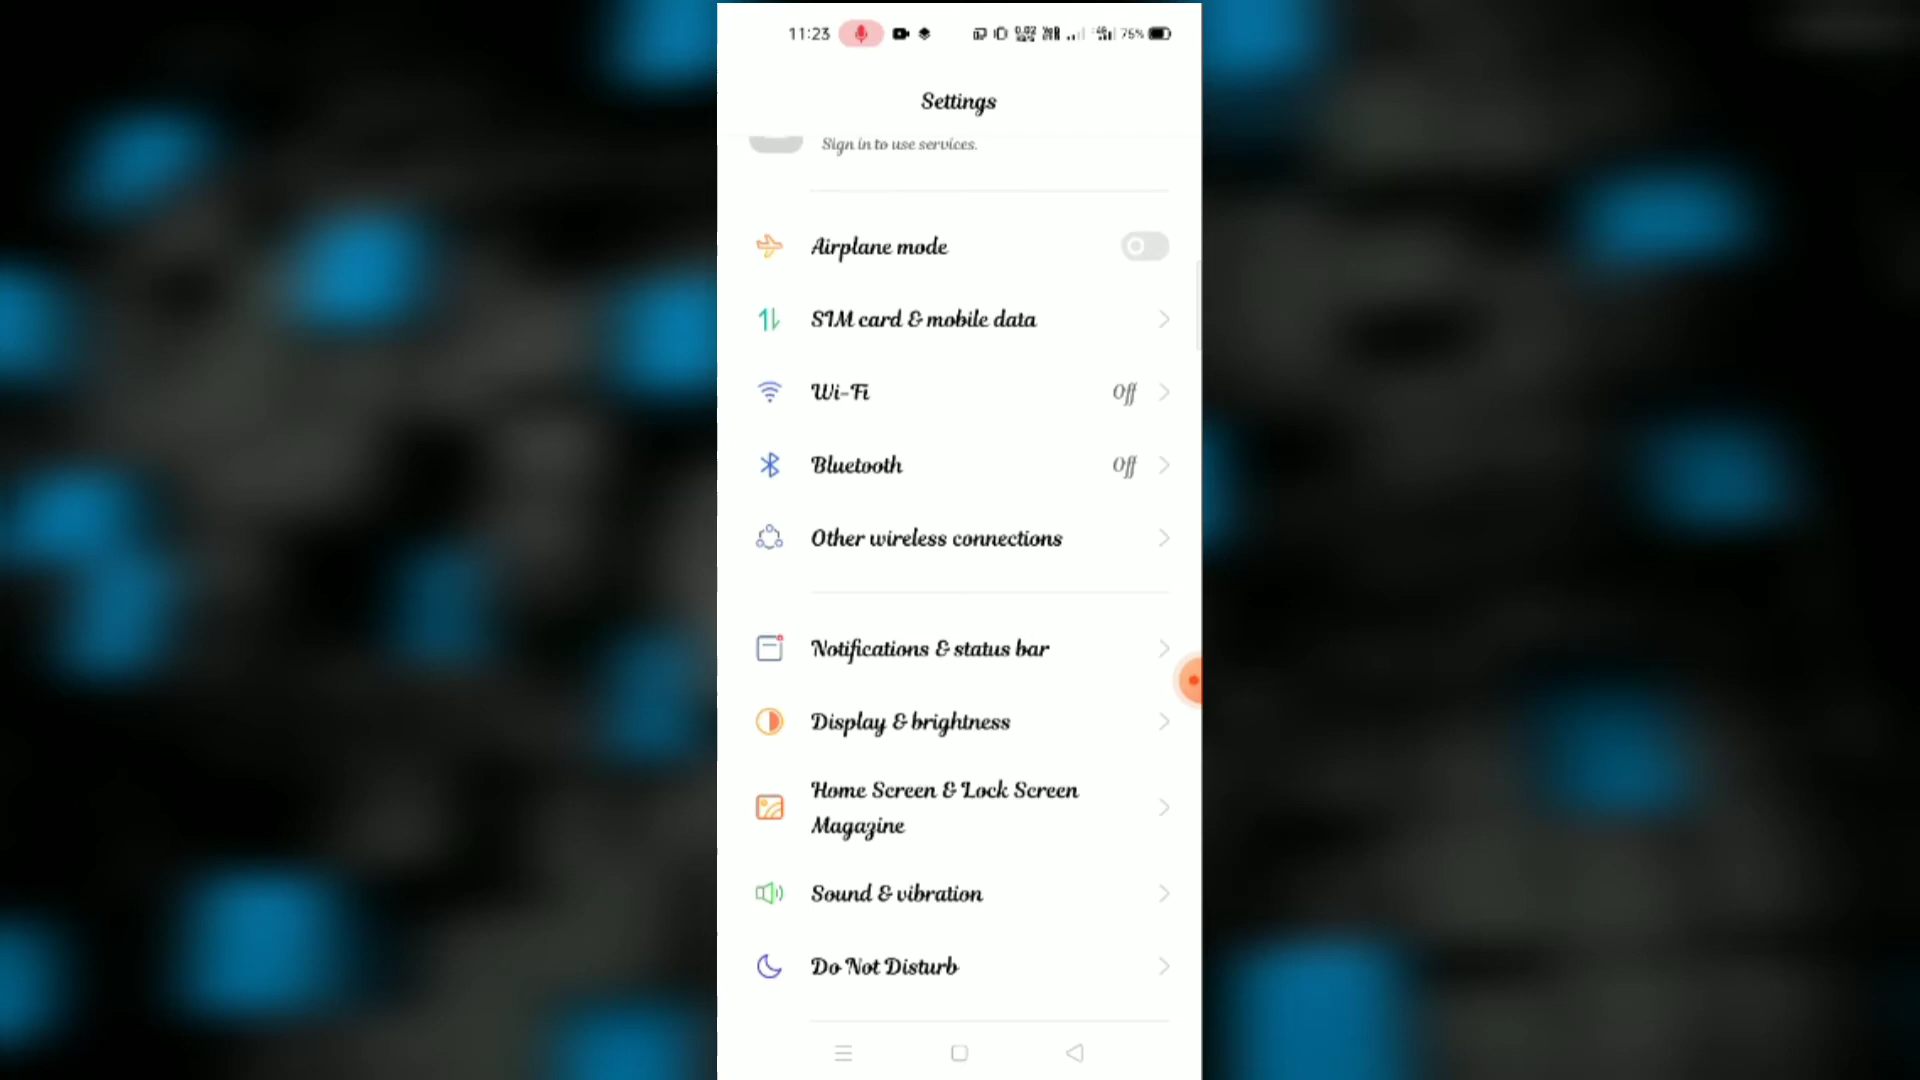 11:23
75%
Settings
Sign in to use services.
Airplane mode
SIM card & mobile data
Wi-Fi Off
Bluetooth Off
Other wireless connections
Notifications & status bar
Display & brightness
Home Screen & Lock Screen
Magazine
Sound & vibration
Do Not Disturb